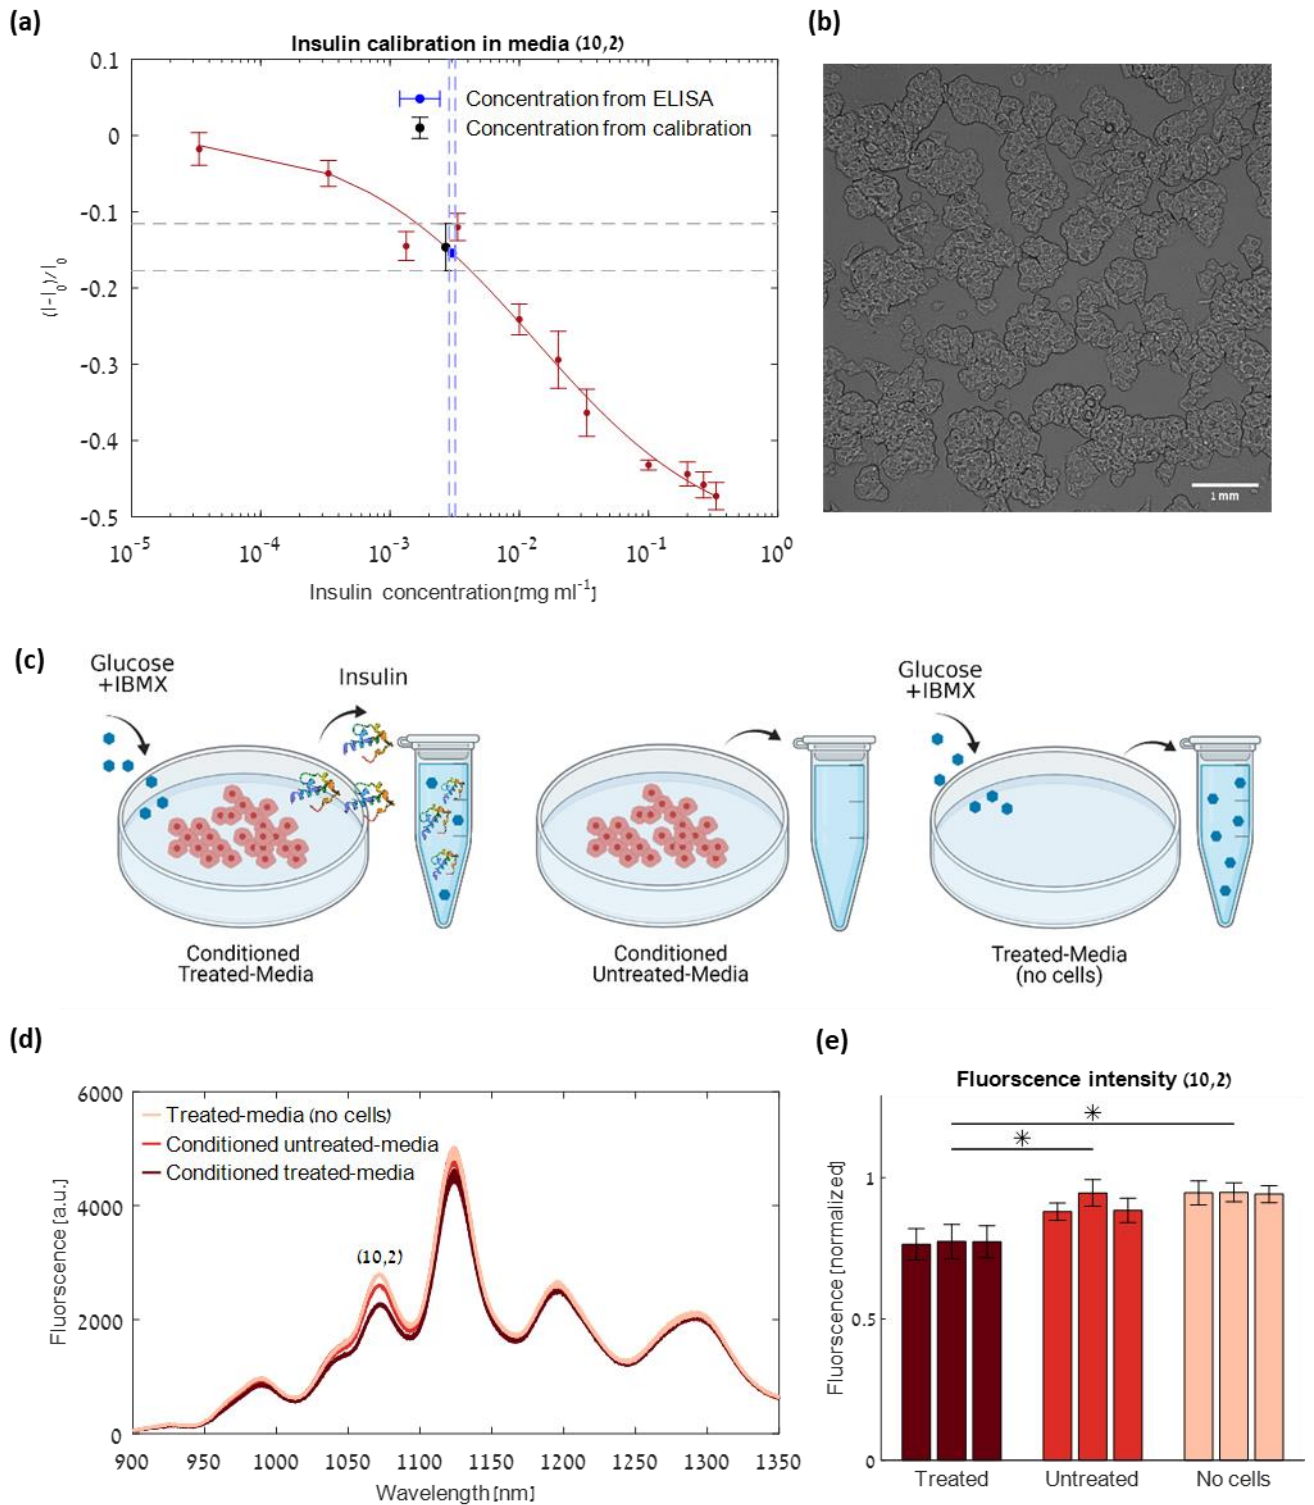 (a)
Insulin calibration in media (10,2)
0.1
0
-0.1
-0.2
-0.3
-0.4
-0.5
(I-I0)/I0
Concentration from ELISA
Concentration from calibration
10-5
10-4
10-3
10-2
10-1
100
Insulin concentration[mg ml-1]
(b)
1 mm
(c)
Glucose
+IBMX
Insulin
Conditioned
Treated-Media
Conditioned
Untreated-Media
Glucose
+IBMX
Treated-Media
(no cells)
(d)
6000
4000
2000
0
Fluorscence [a.u.]
Treated-media (no cells)
Conditioned untreated-media
Conditioned treated-media
(10,2)
900
950
1000
1050
1100
1150
1200
1250
1300
1350
Wavelength [nm]
(e)
Fluorscence intensity (10,2)
1
0.5
0
Fluorscence [normalized]
*
*
Treated
Untreated
No cells